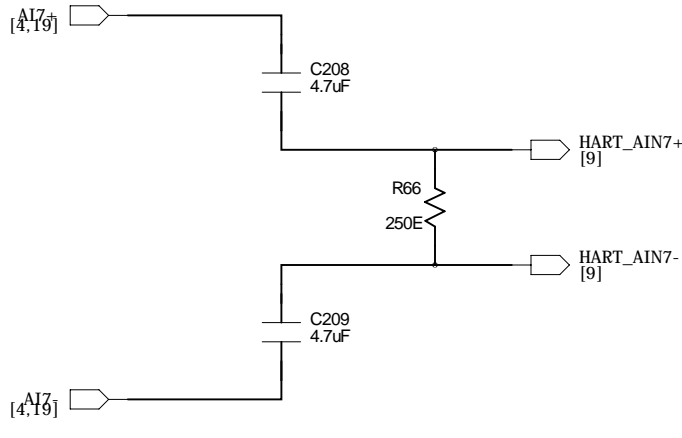 AI7+
[4,19]
C208
4.7uF
HART_AIN7+
[9]
R66
250E
HART_AIN7-
[9]
C209
4.7uF
AI7-
[4,19]